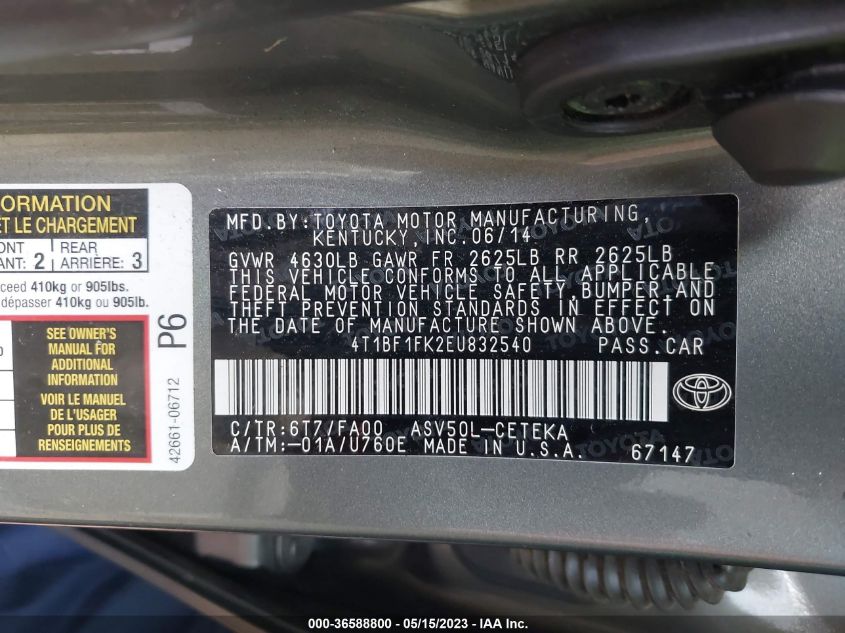 FORMATION
ET LE CHARGEMENT
ONT
REAR
ANT: 2
ARRIÈRE: 3
ceed 410kg or 905lbs.
dépasser 410kg ou 905lb.
SEE OWNER'S
MANUAL FOR
ADDITIONAL
INFORMATION
VOIR LE MANUEL
DE L'USAGER
POUR PLUS DE
RENSEIGNEMENTS
P6
42661-06712
MFD.BY:TOYOTA MOTOR MANUFACTURING,
KENTUCKY,INC.06/14
GVWR 4630LB GAWR FR 2625LB RR 2625LB
THIS VEHICLE CONFORMS TO ALL APPLICABLE
FEDERAL MOTOR VEHICLE SAFETY,BUMPER,AND
THEFT PREVENTION STANDARDS IN EFFECT ON
THE DATE OF MANUFACTURE SHOWN ABOVE.
4T1BF1FK2EU832540 PASS.CAR
C/TR:6T7/FA00 ASV50L-CETEKA
A/TM:-01A/U760E MADE IN U.S.A. 67147
TOYOTA
000-36588800 - 05/15/2023 - IAA Inc.